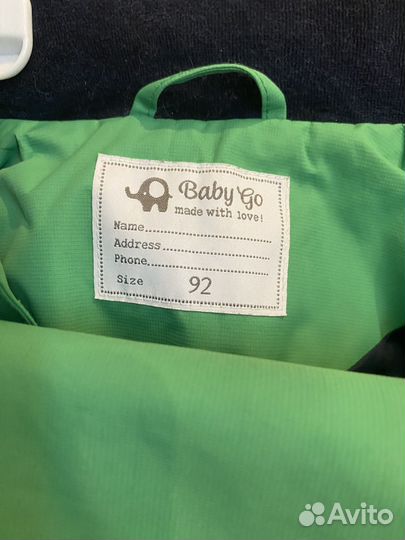 Baby Go
made with love!
Name
Address
Phone
Size 92
Avito